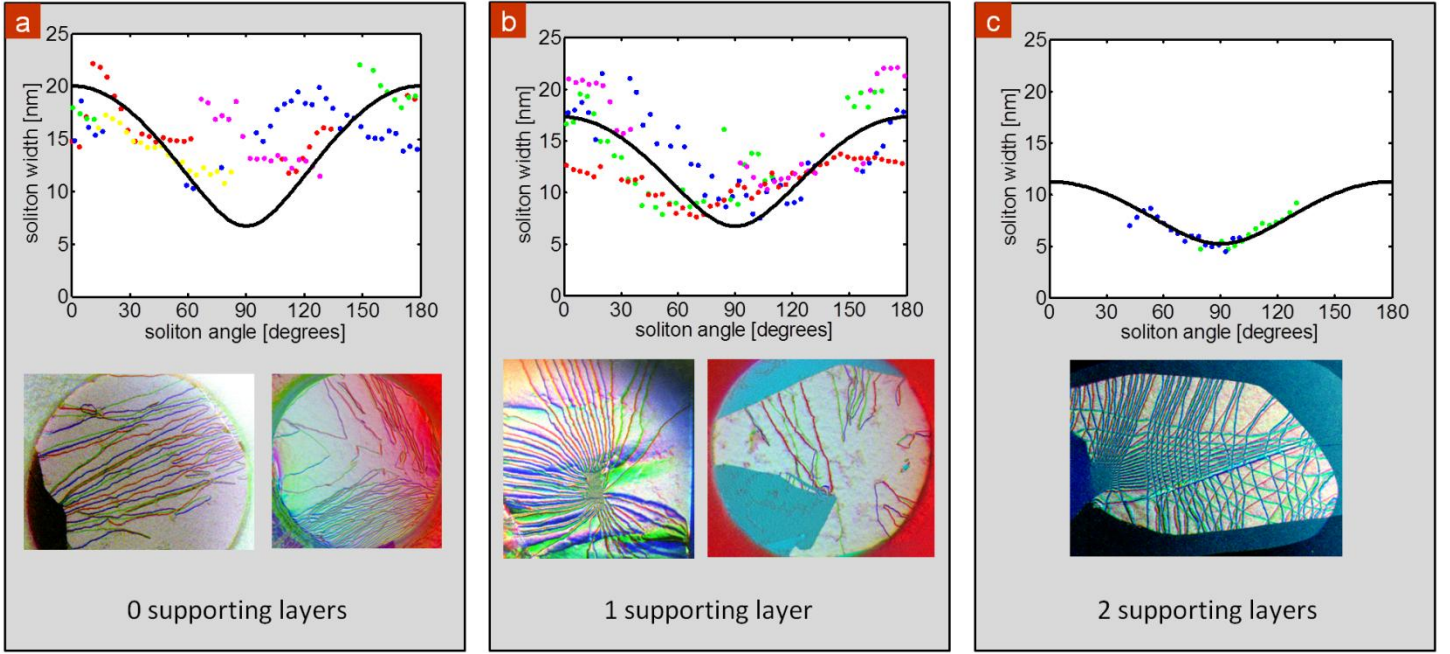 a
25
20
15
10
5
0
soliton width [nm]
0 30 60 90 120 150 180
soliton angle [degrees]
0 supporting layers
b
25
20
15
10
5
0
soliton width [nm]
0 30 60 90 120 150 180
soliton angle [degrees]
1 supporting layer
c
25
20
15
10
5
0
soliton width [nm]
0 30 60 90 120 150 180
soliton angle [degrees]
2 supporting layers